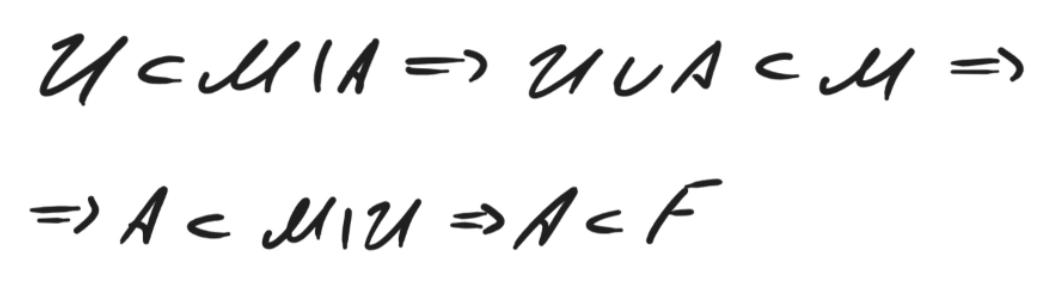 U ⊂ M \ A ⇒ U ∪ A ⊂ M ⇒
⇒ A ⊂ M \ U ⇒ A ⊂ F